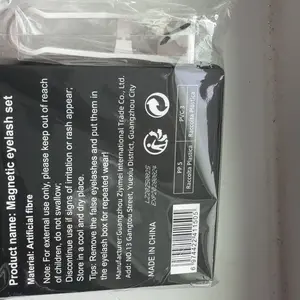 Product name: Magnetic eyelash set
Material: Artificial fibre
Note: For external use only, please keep out of reach
of children, do not swallow.
Discontinue use if signs of irritation or rash appear;
Store in a cool and dry place.
Tips: Remove the false eyelashes and put them in
the eyelash box for repeated wear!
Manufacturer: Guangzhou Ziyimei International Trade Co., Ltd.
Add: NO.13 Gangtou Street, Yuexiu District, Guangzhou City
MADE IN CHINA
PP 5
Raccolta Plastica